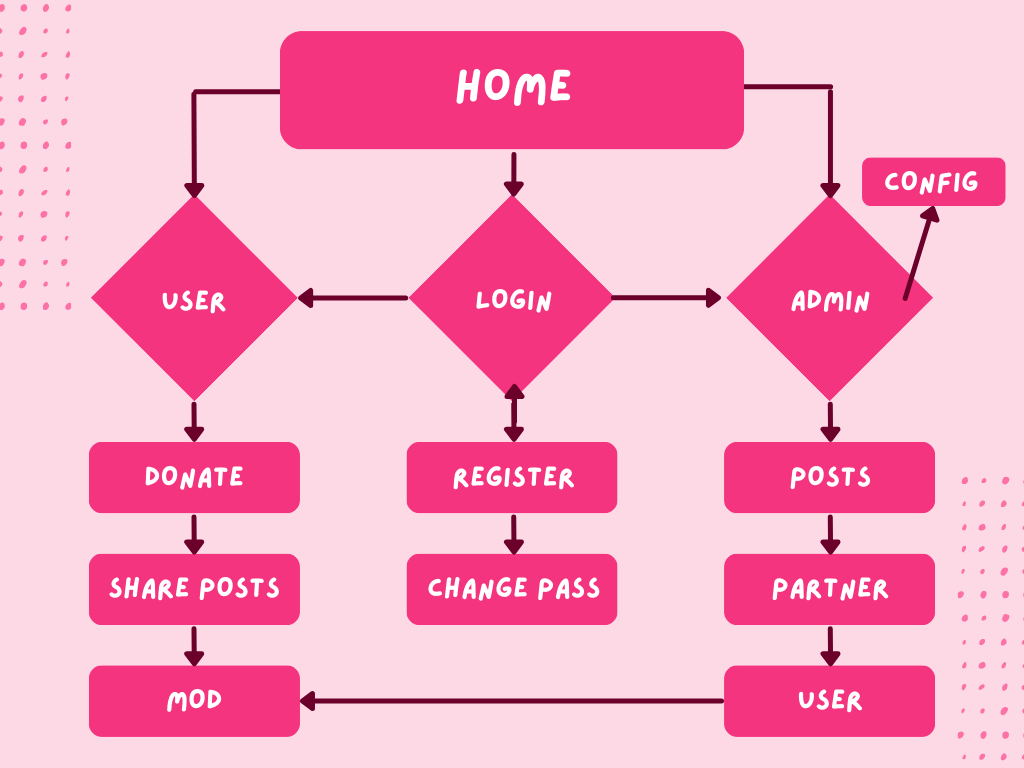 HOME
CONFIG
USER
LOGIN
ADMIN
DONATE
REGISTER
POSTS
SHARE POSTS
CHANGE PASS
PARTNER
MOD
USER